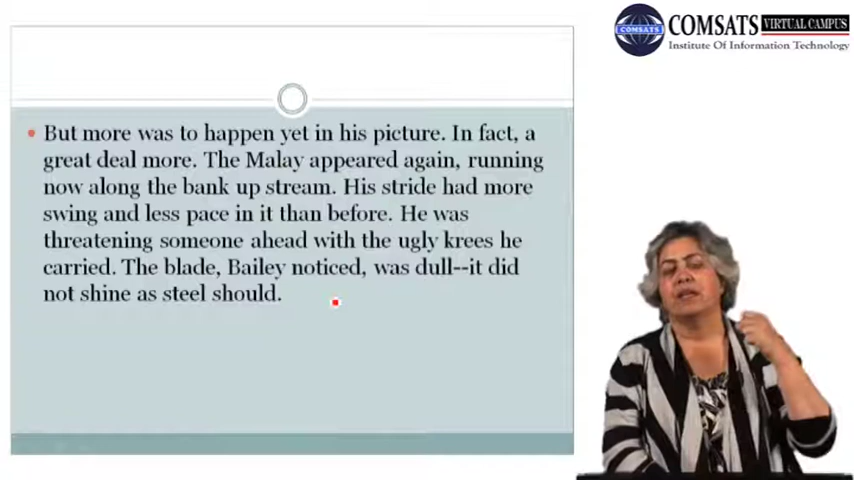 COMSATS VIRTUAL CAMPUS
COMSATS
Institute Of Information Technology
But more was to happen yet in his picture. In fact, a
great deal more. The Malay appeared again, running
now along the bank up stream. His stride had more
swing and less pace in it than before. He was
threatening someone ahead with the ugly krees he
carried. The blade, Bailey noticed, was dull--it did
not shine as steel should.